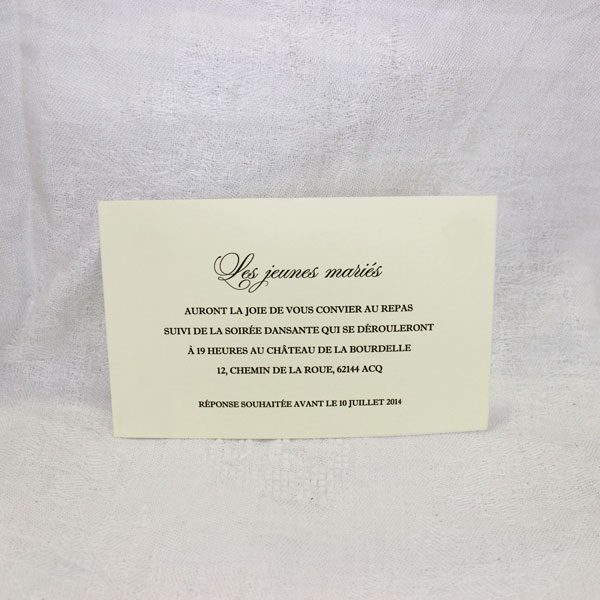 Les jeunes mariés
AURONT LA JOIE DE VOUS CONVIER AU REPAS
SUIVI DE LA SOIRÉE DANSANTE QUI SE DÉROULERONT
À 19 HEURES AU CHÂTEAU DE LA BOURDELLE
12, CHEMIN DE LA ROUE, 62144 ACQ
RÉPONSE SOUHAITÉE AVANT LE 10 JUILLET 2014